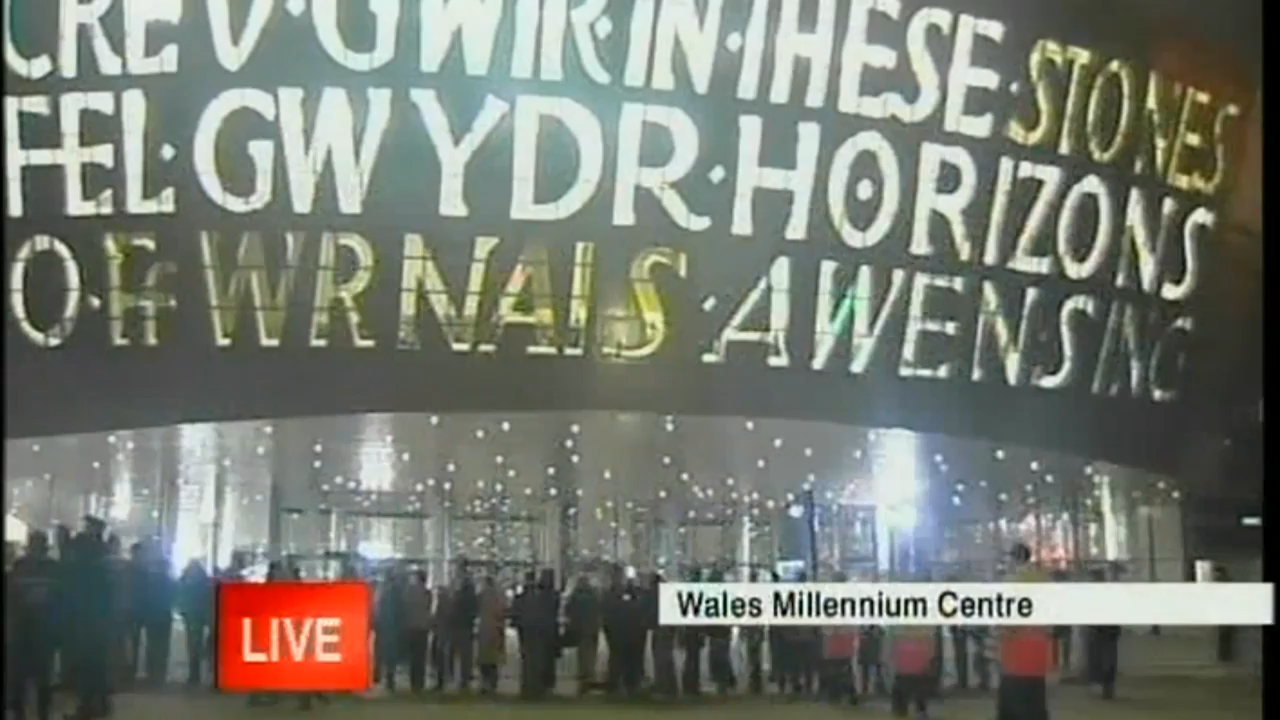 CREU·GWIR·IN·THESE·STONES
FEL·GWYDR·HORIZONS
O·FFWRNAIS·AWEN·SING
LIVE
Wales Millennium Centre